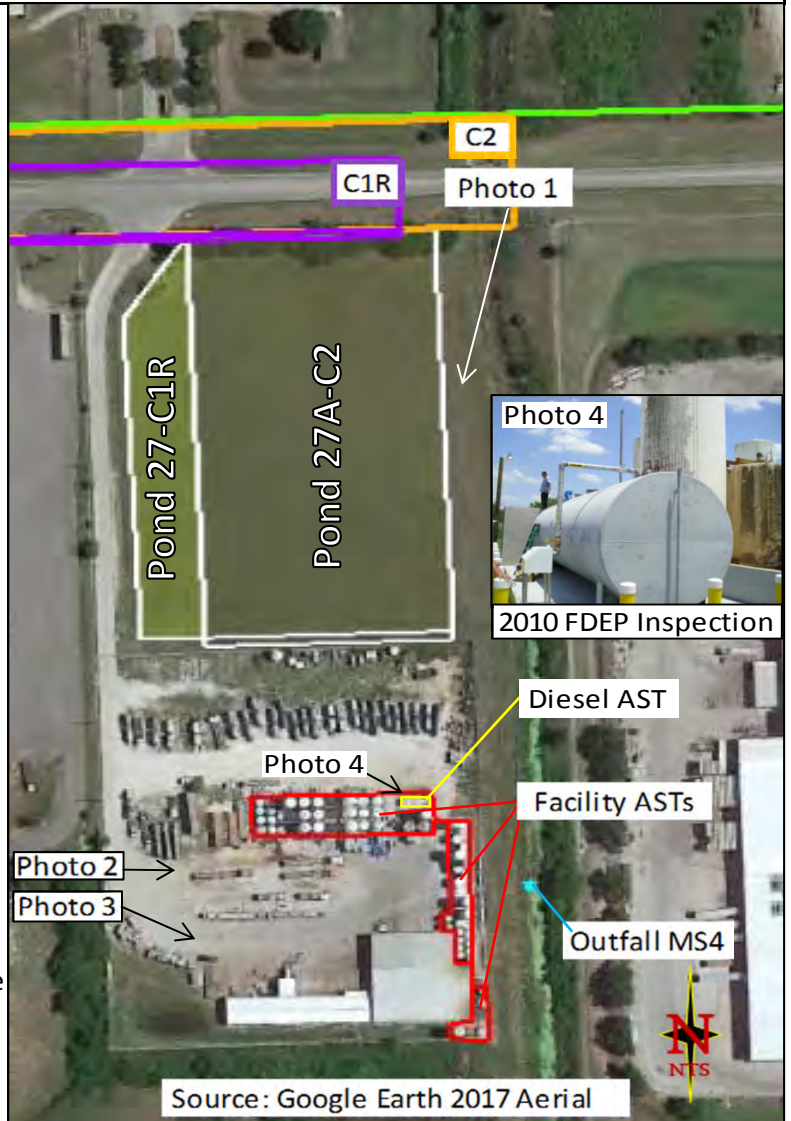 C2
C1R
Photo 1
Pond 27-C1R
Pond 27A-C2
Photo 4
2010 FDEP Inspection
Diesel AST
Photo 4
Facility ASTs
Photo 2
Photo 3
Outfall MS4
e
N
NTS
Source: Google Earth 2017 Aerial